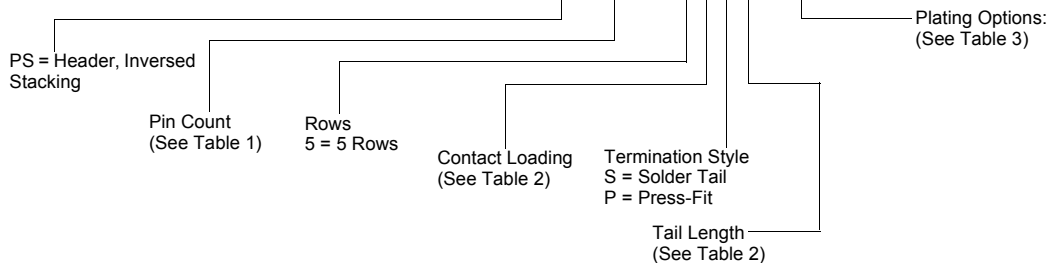 Plating Options:
(See Table 3)
PS = Header, Inversed
Stacking
Pin Count
(See Table 1)
Rows
5 = 5 Rows
Contact Loading
(See Table 2)
Termination Style
S = Solder Tail
P = Press-Fit
Tail Length
(See Table 2)